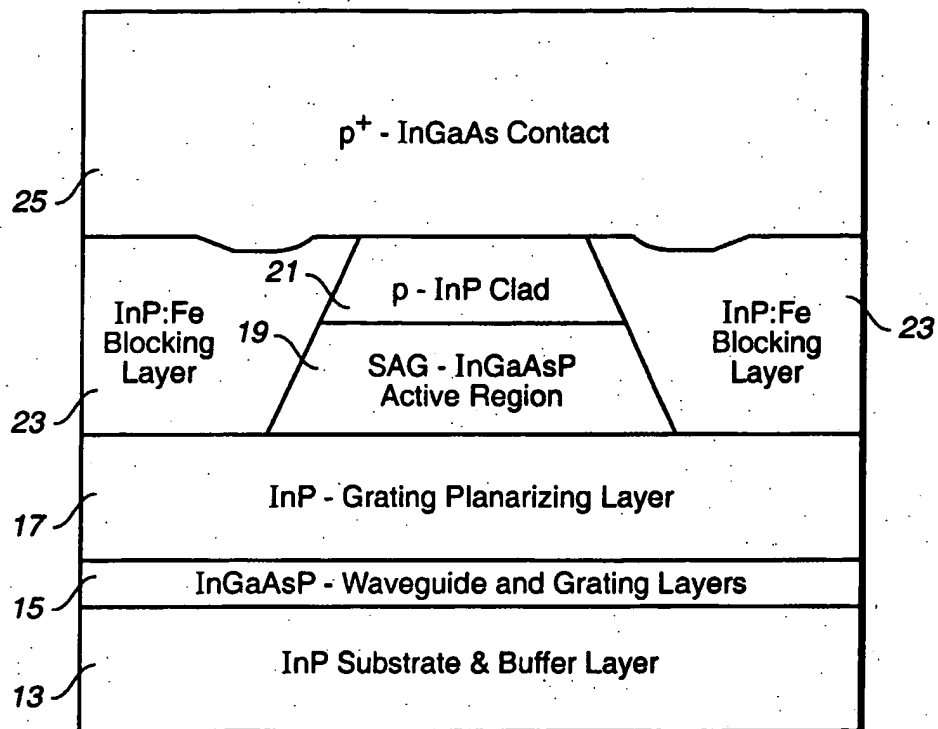 p+ - InGaAs Contact
25
21
p - InP Clad
InP:Fe
Blocking
Layer
19
SAG - InGaAsP
Active Region
InP:Fe
Blocking
Layer
23
23
InP - Grating Planarizing Layer
17
InGaAsP - Waveguide and Grating Layers
15
InP Substrate & Buffer Layer
13